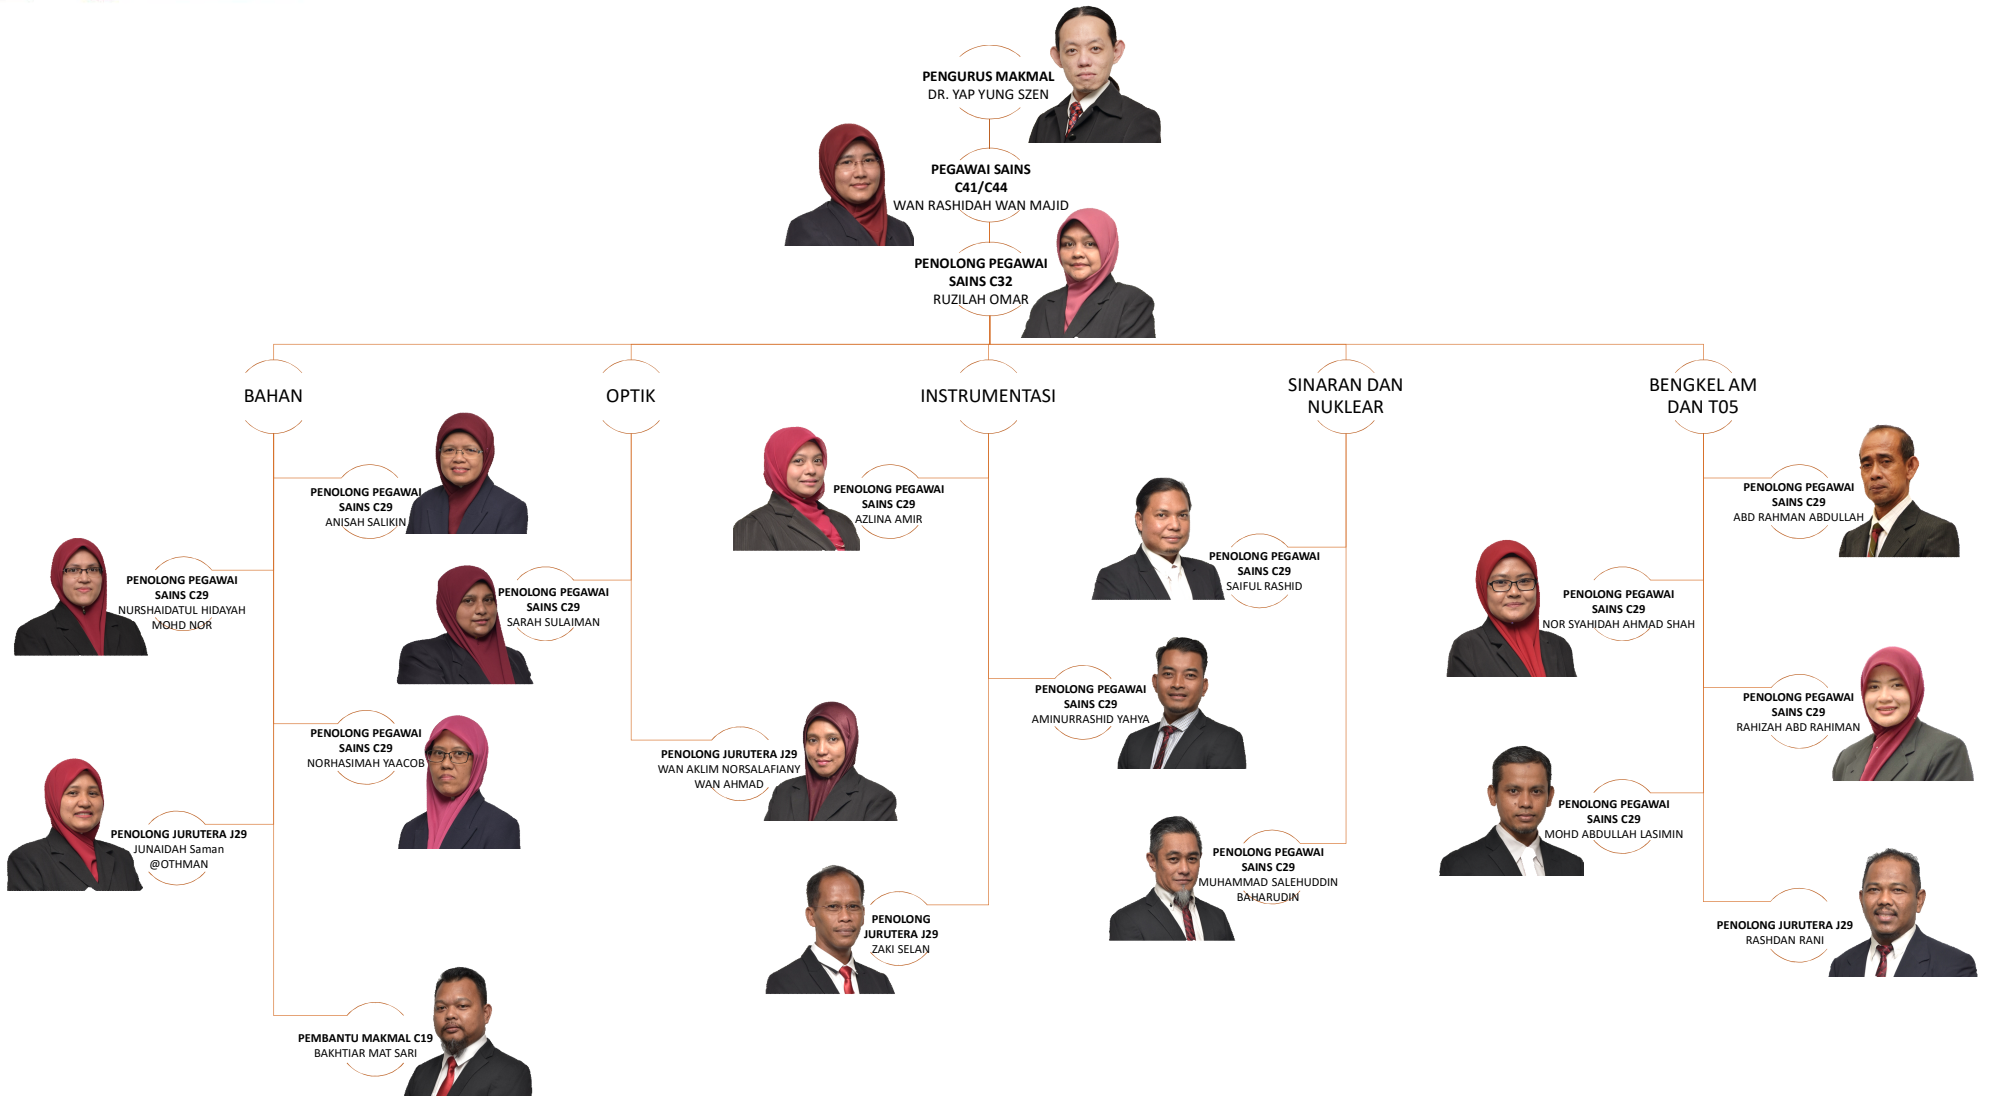 PENGURUS MAKMAL
DR. YAP YUNG SZEN
PEGAWAI SAINS
C41/C44
WAN RASHIDAH WAN MAJID
PENOLONG PEGAWAI
SAINS C32
RUZILAH OMAR
BAHAN
PENOLONG PEGAWAI
SAINS C29
ANISAH SALIKIN
PENOLONG PEGAWAI
SAINS C29
NURSHAIDATUL HIDAYAH
MOHD NOR
PENOLONG PEGAWAI
SAINS C29
NORHASIMAH YAACOB
PENOLONG JURUTERA J29
JUNAIDAH Saman
@OTHMAN
PEMBANTU MAKMAL C19
BAKHTIAR MAT SARI
OPTIK
PENOLONG PEGAWAI
SAINS C29
SARAH SULAIMAN
PENOLONG JURUTERA J29
WAN AKLIM NORSALAFIANY
WAN AHMAD
INSTRUMENTASI
PENOLONG PEGAWAI
SAINS C29
AZLINA AMIR
PENOLONG PEGAWAI
SAINS C29
AMINURRASHID YAHYA
PENOLONG
JURUTERA J29
ZAKI SELAN
SINARAN DAN
NUKLEAR
PENOLONG PEGAWAI
SAINS C29
SAIFUL RASHID
PENOLONG PEGAWAI
SAINS C29
MUHAMMAD SALEHUDDIN
BAHARUDIN
BENGKEL AM
DAN T05
PENOLONG PEGAWAI
SAINS C29
ABD RAHMAN ABDULLAH
PENOLONG PEGAWAI
SAINS C29
NOR SYAHIDAH AHMAD SHAH
PENOLONG PEGAWAI
SAINS C29
RAHIZAH ABD RAHIMAN
PENOLONG PEGAWAI
SAINS C29
MOHD ABDULLAH LASIMIN
PENOLONG JURUTERA J29
RASHDAN RANI